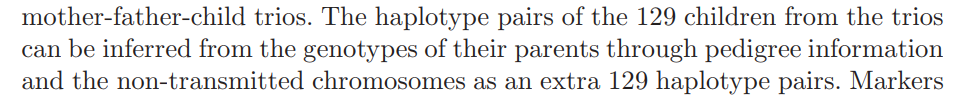 mother-father-child trios. The haplotype pairs of the 129 children from the trios
can be inferred from the genotypes of their parents through pedigree information
and the non-transmitted chromosomes as an extra 129 haplotype pairs. Markers